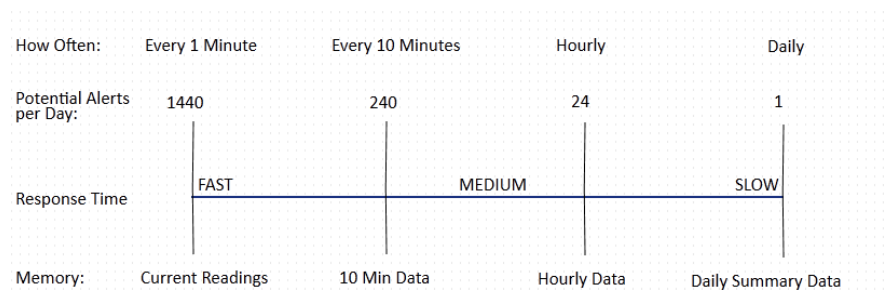 How Often: Every 1 Minute Every 10 Minutes Hourly Daily
Potential Alerts
per Day: 1440 240 24 1
FAST MEDIUM SLOW
Response Time
Memory: Current Readings 10 Min Data Hourly Data Daily Summary Data